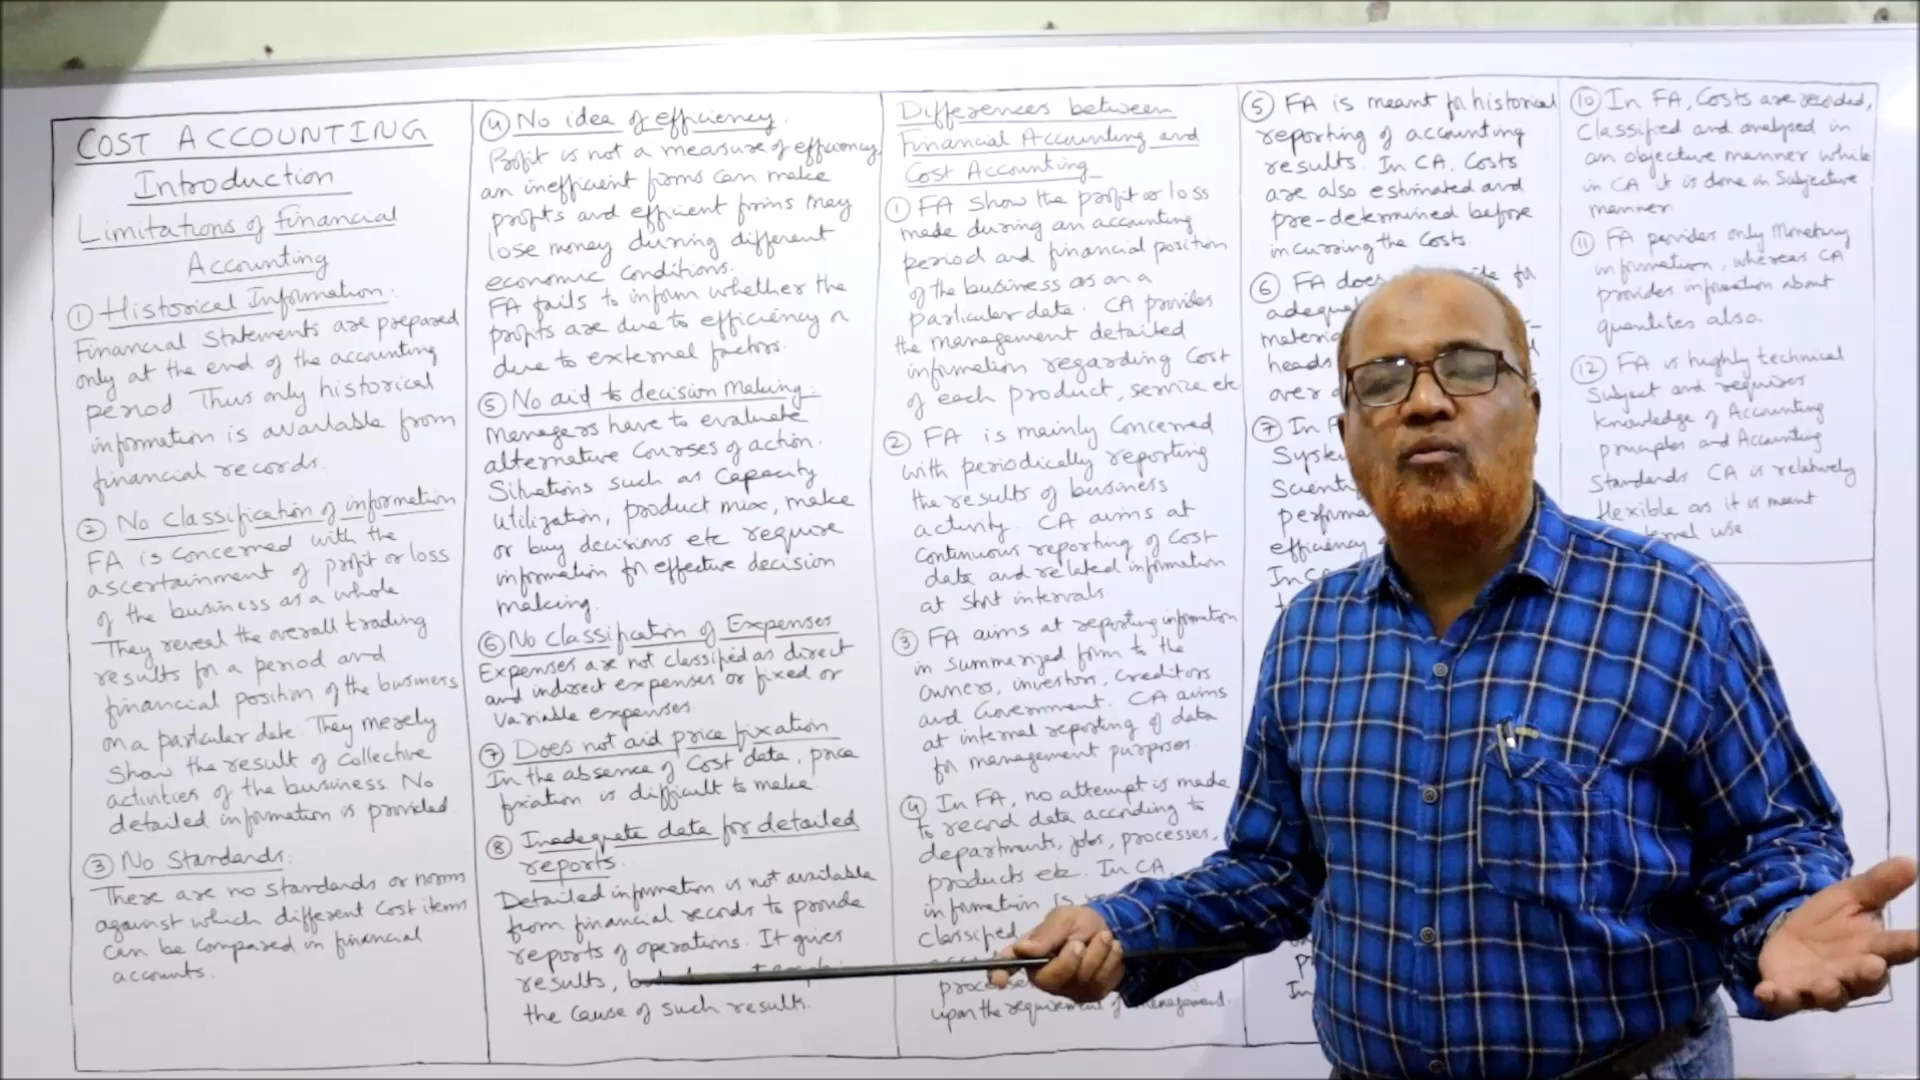 COST ACCOUNTING
Introduction
Limitations of Financial
Accounting
① Historical Information:
Financial Statements are prepared
only at the end of the accounting
period Thus only historical
information is available from
financial records.
② No classification of information
FA is concerned with the
ascertainment of profit or loss
of the business as a whole
They reveal the overall trading
results for a period and
financial position of the business
on a particular date. They merely
show the result of collective
activities of the business. No
detailed information is provided
③ No Standards.
There are no standards or norms
against which different Cost items
can be compared in financial
accounts.
④ No idea of efficiency.
Profit is not a measure of efficiency
an inefficient firms can make
profits and efficient firms may
lose money during different
economic conditions.
FA fails to inform whether the
profits are due to efficiency or
due to external factors.
⑤ No aid to decision Making:
Managers have to evaluate
alternative Courses of action.
Situations such as Capacity
utilization, product mix, make
or buy decisions etc require
information for effective decision
making.
⑥ No classification of Expenses
Expenses are not classified as direct
and indirect expenses or fixed or
variable expenses.
⑦ Does not aid price fixation
In the absence of Cost data, price
fixation is difficult to make.
⑧ Inadequate data for detailed
reports.
Detailed information is not available
from financial records to provide
reports of operations. It gives
results,
the cause of such results.
Differences between
Financial Accounting and
Cost Accounting
① FA show the profit or loss
made during an accounting
period and financial position
of the business as on a
particular date. CA provides
the management detailed
information regarding Cost
of each product, service etc
② FA is mainly Concerned
with periodically reporting
the results of business
activity. CA aims at
Continuous reporting of Cost
data and related information
at short intervals
③ FA aims at reporting information
in summarized form to the
owners, investors, creditors
and Government. CA aims
at internal reporting of data
for management purposes.
④ In FA, no attempt is made
to record data according to
departments, jobs, processes,
products etc. In CA,
information is
classified
upon the requirement of management.
⑤ FA is meant for historical
reporting of accounting
results. In CA, Costs
are also estimated and
pre-determined before
incurring the costs.
⑥ FA does for
heads
over
⑦ In
⑩ In FA, Costs are recorded,
Classified and analysed in
an objective manner while
in CA it is done in Subjective
manner.
⑪ FA provides only Monetary
information, whereas CA
provides information about
quantites also.
⑫ FA is highly technical
Subject and requires
knowledge of Accounting
principles and Accounting
Standards CA is relatively
flexible as it is meant
use